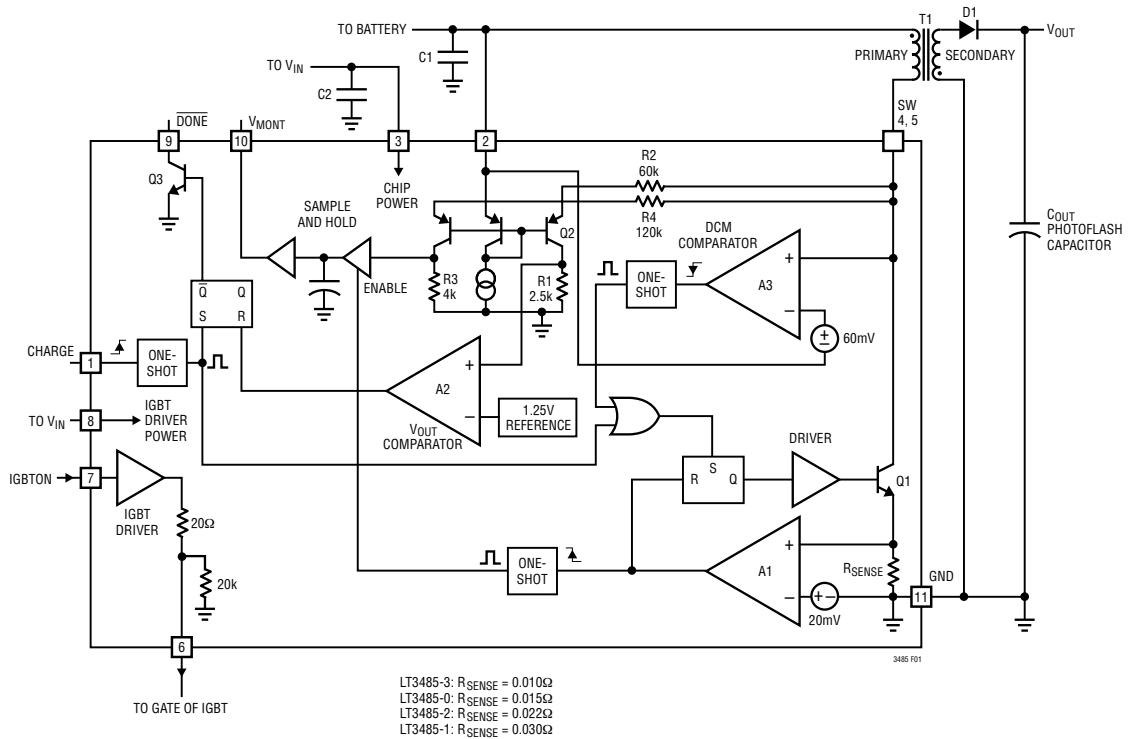 TO BATTERY
T1
D1
VOUT
C1
PRIMARY
SECONDARY
TO VIN
C2
SW
4, 5
DONE
VMONT
9
10
3
2
R2
60k
Q3
CHIP
POWER
R4
120k
SAMPLE
AND HOLD
Q2
DCM
COMPARATOR
COUT
PHOTOFLASH
CAPACITOR
ENABLE
R3
4k
R1
2.5k
ONE-
SHOT
A3
+
–
Q
Q
S
R
+
–
60mV
CHARGE
1
ONE-
SHOT
+
A2
–
1.25V
REFERENCE
VOUT
COMPARATOR
TO VIN
8
IGBT
DRIVER
POWER
DRIVER
IGBTON
7
S
R
Q
Q1
IGBT
DRIVER
20Ω
20k
ONE-
SHOT
A1
+
–
+–
20mV
RSENSE
GND
11
6
3485 F01
TO GATE OF IGBT
LT3485-3: RSENSE = 0.010Ω
LT3485-0: RSENSE = 0.015Ω
LT3485-2: RSENSE = 0.022Ω
LT3485-1: RSENSE = 0.030Ω